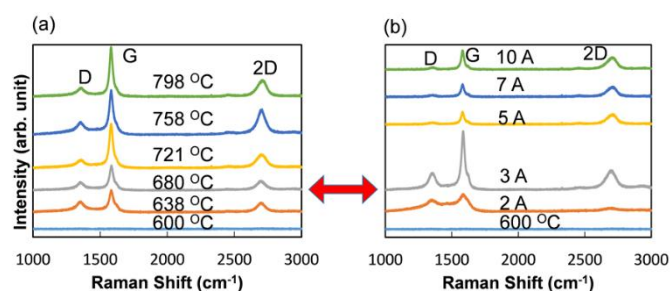 (a)
Intensity (arb. unit)
D
G
2D
798 °C
758 °C
721 °C
680 °C
638 °C
600 °C
1000 1500 2000 2500 3000
Raman Shift (cm⁻¹)
(b)
D
G
2D
10 A
7 A
5 A
3 A
2 A
600 °C
1000 1500 2000 2500 3000
Raman Shift (cm⁻¹)